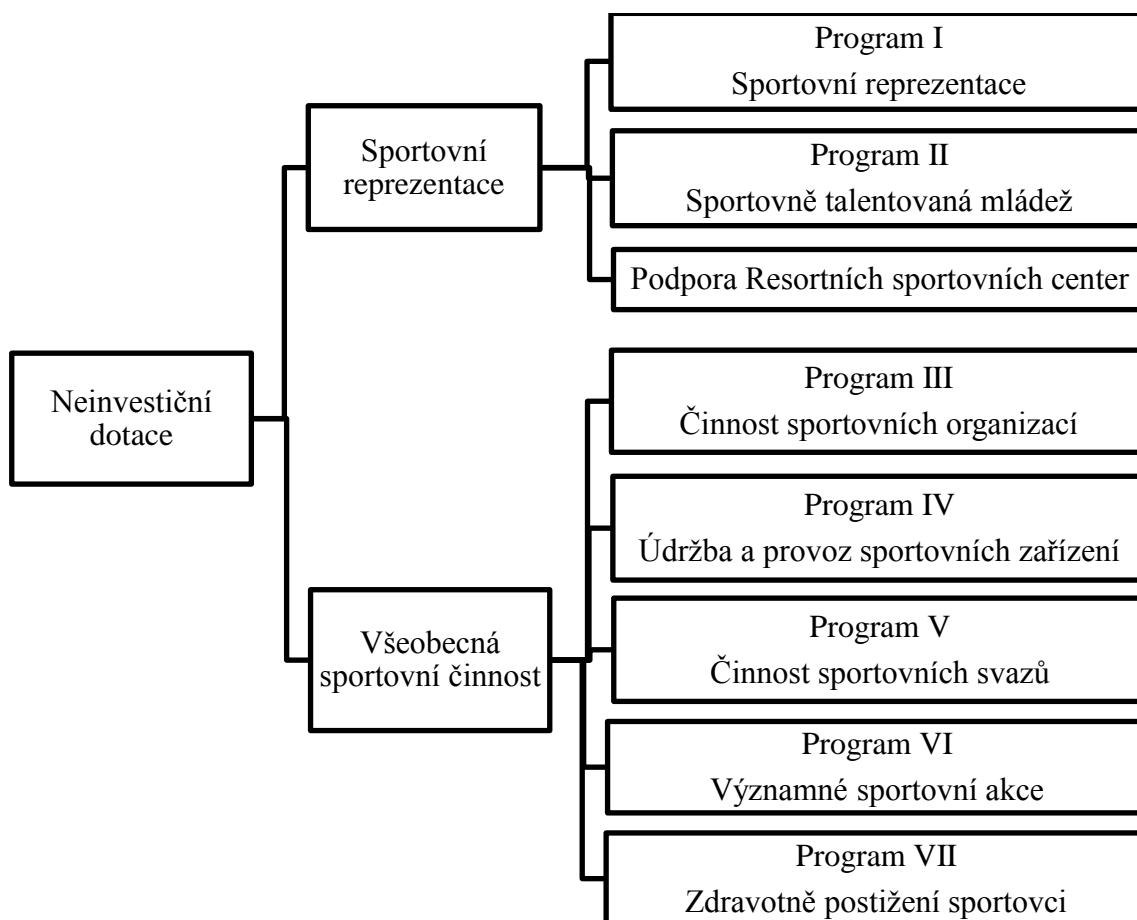 Neinvestiční
dotace
Sportovní
reprezentace
Program I
Sportovní reprezentace
Program II
Sportovně talentovaná mládež
Podpora Resortních sportovních center
Všeobecná
sportovní činnost
Program III
Činnost sportovních organizací
Program IV
Údržba a provoz sportovních zařízení
Program V
Činnost sportovních svazů
Program VI
Významné sportovní akce
Program VII
Zdravotně postižení sportovci